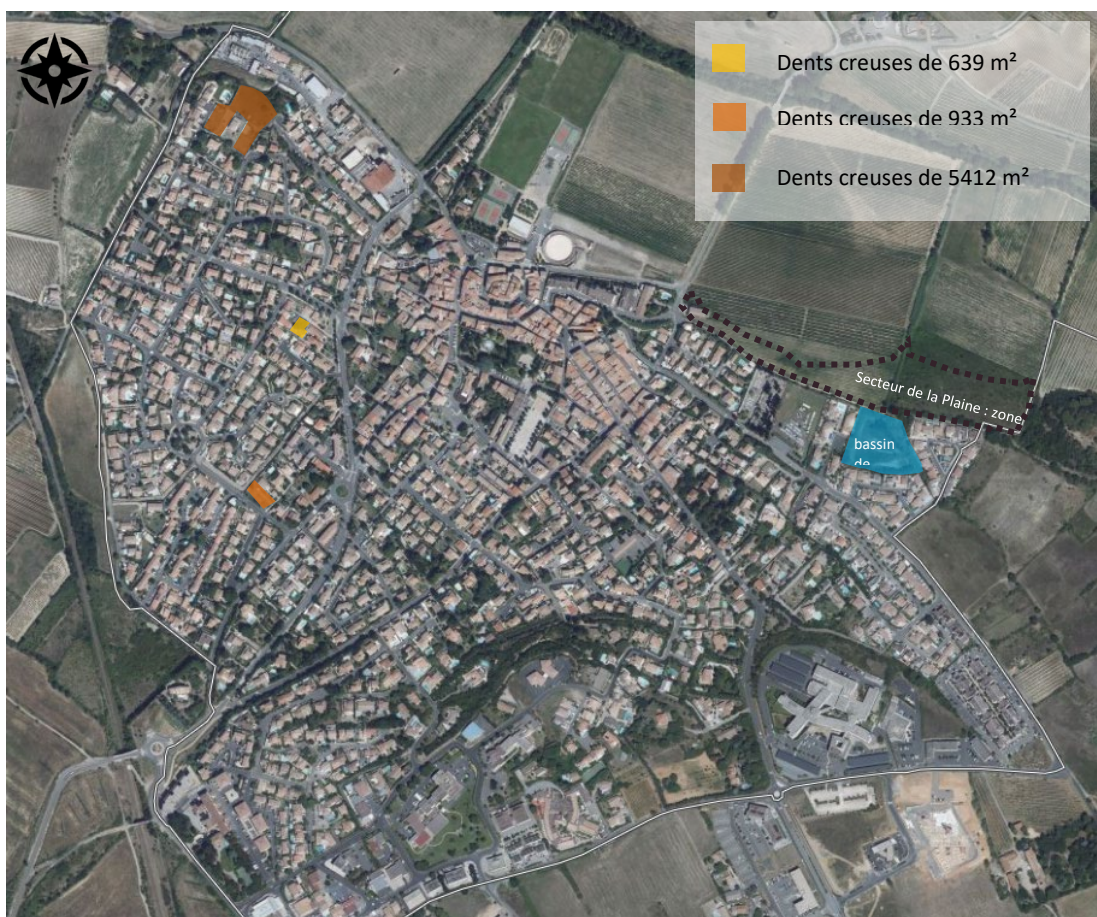 Dents creuses de 639 m²
Dents creuses de 933 m²
Dents creuses de 5412 m²
Secteur de la Plaine : zone
bassin
de